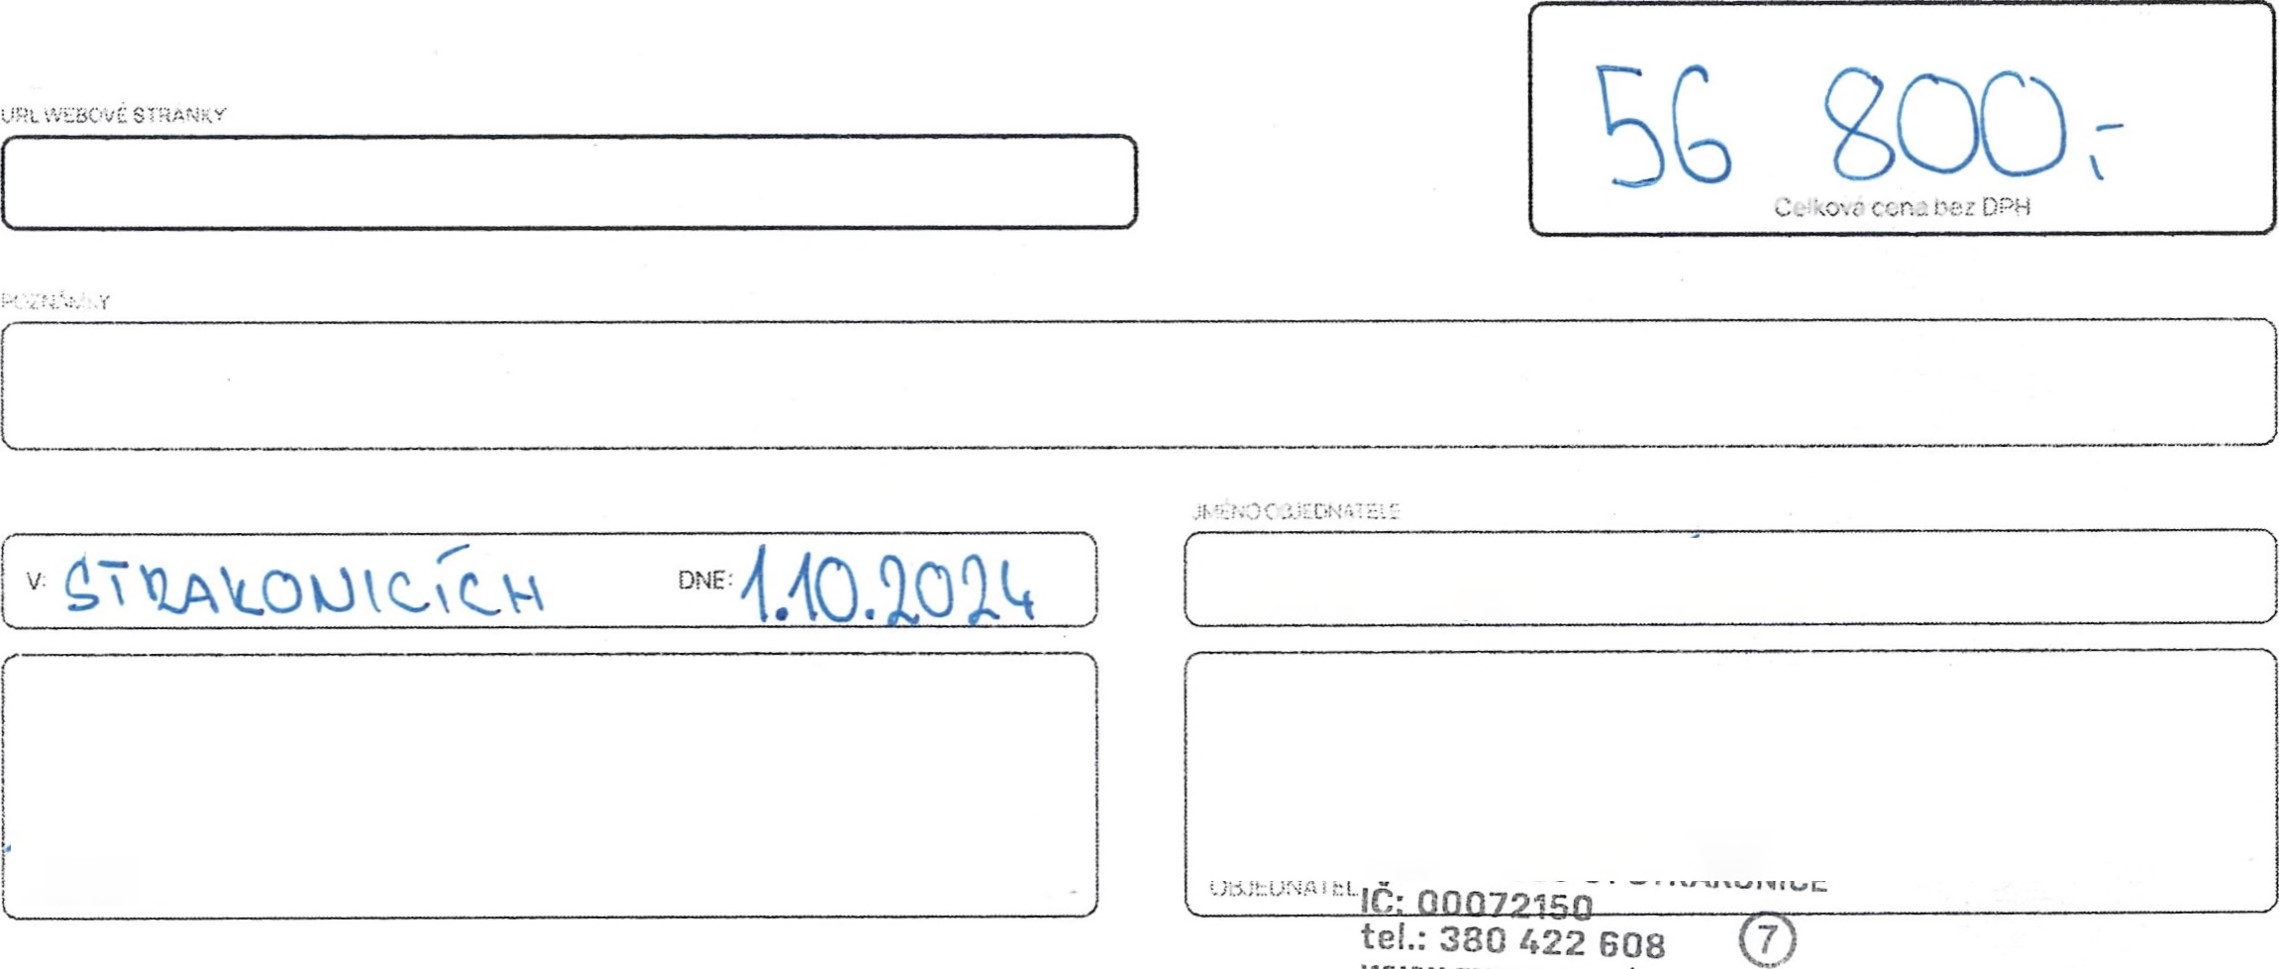 56 800,-
Celková cena bez DPH
URL WEBOVÉ STRÁNKY
POZNÁMKY
JMÉNO OBJEDNATELE
V: STRAKONICÍCH DNE: 1.10.2024
STRAKONICE
OBJEDNATEL
IČ: 00072150
tel.: 380 422 608 7